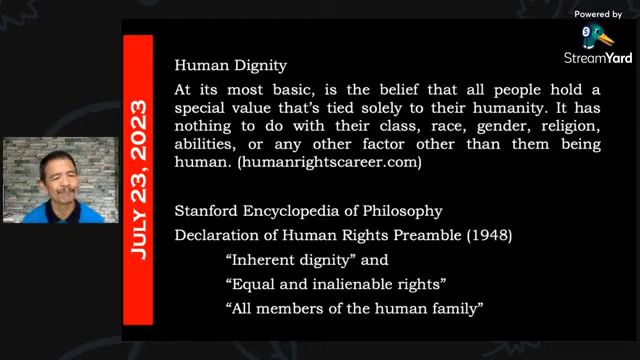 Powered by
StreamYard
JULY 23, 2023
Human Dignity
At its most basic, is the belief that all people hold a
special value that's tied solely to their humanity. It has
nothing to do with their class, race, gender, religion,
abilities, or any other factor other than them being
human. (humanrightscareer.com)
Stanford Encyclopedia of Philosophy
Declaration of Human Rights Preamble (1948)
“Inherent dignity” and
“Equal and inalienable rights”
“All members of the human family”